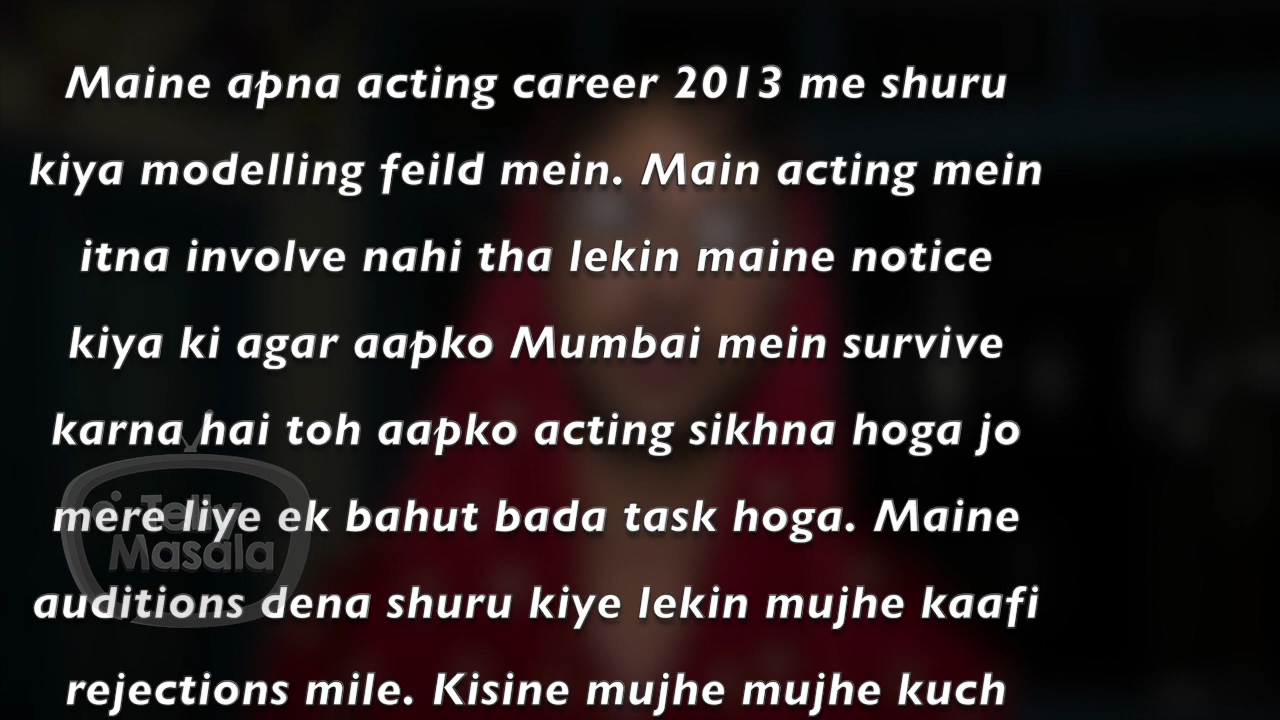 Maine apna acting career 2013 me shuru
kiya modelling feild mein. Main acting mein
itna involve nahi tha lekin maine notice
kiya ki agar aapko Mumbai mein survive
karna hai toh aapko acting sikhna hoga jo
mere liye ek bahut bada task hoga. Maine
Telly
Masala
auditions dena shuru kiye lekin mujhe kaafi
rejections mile. Kisine mujhe mujhe kuch